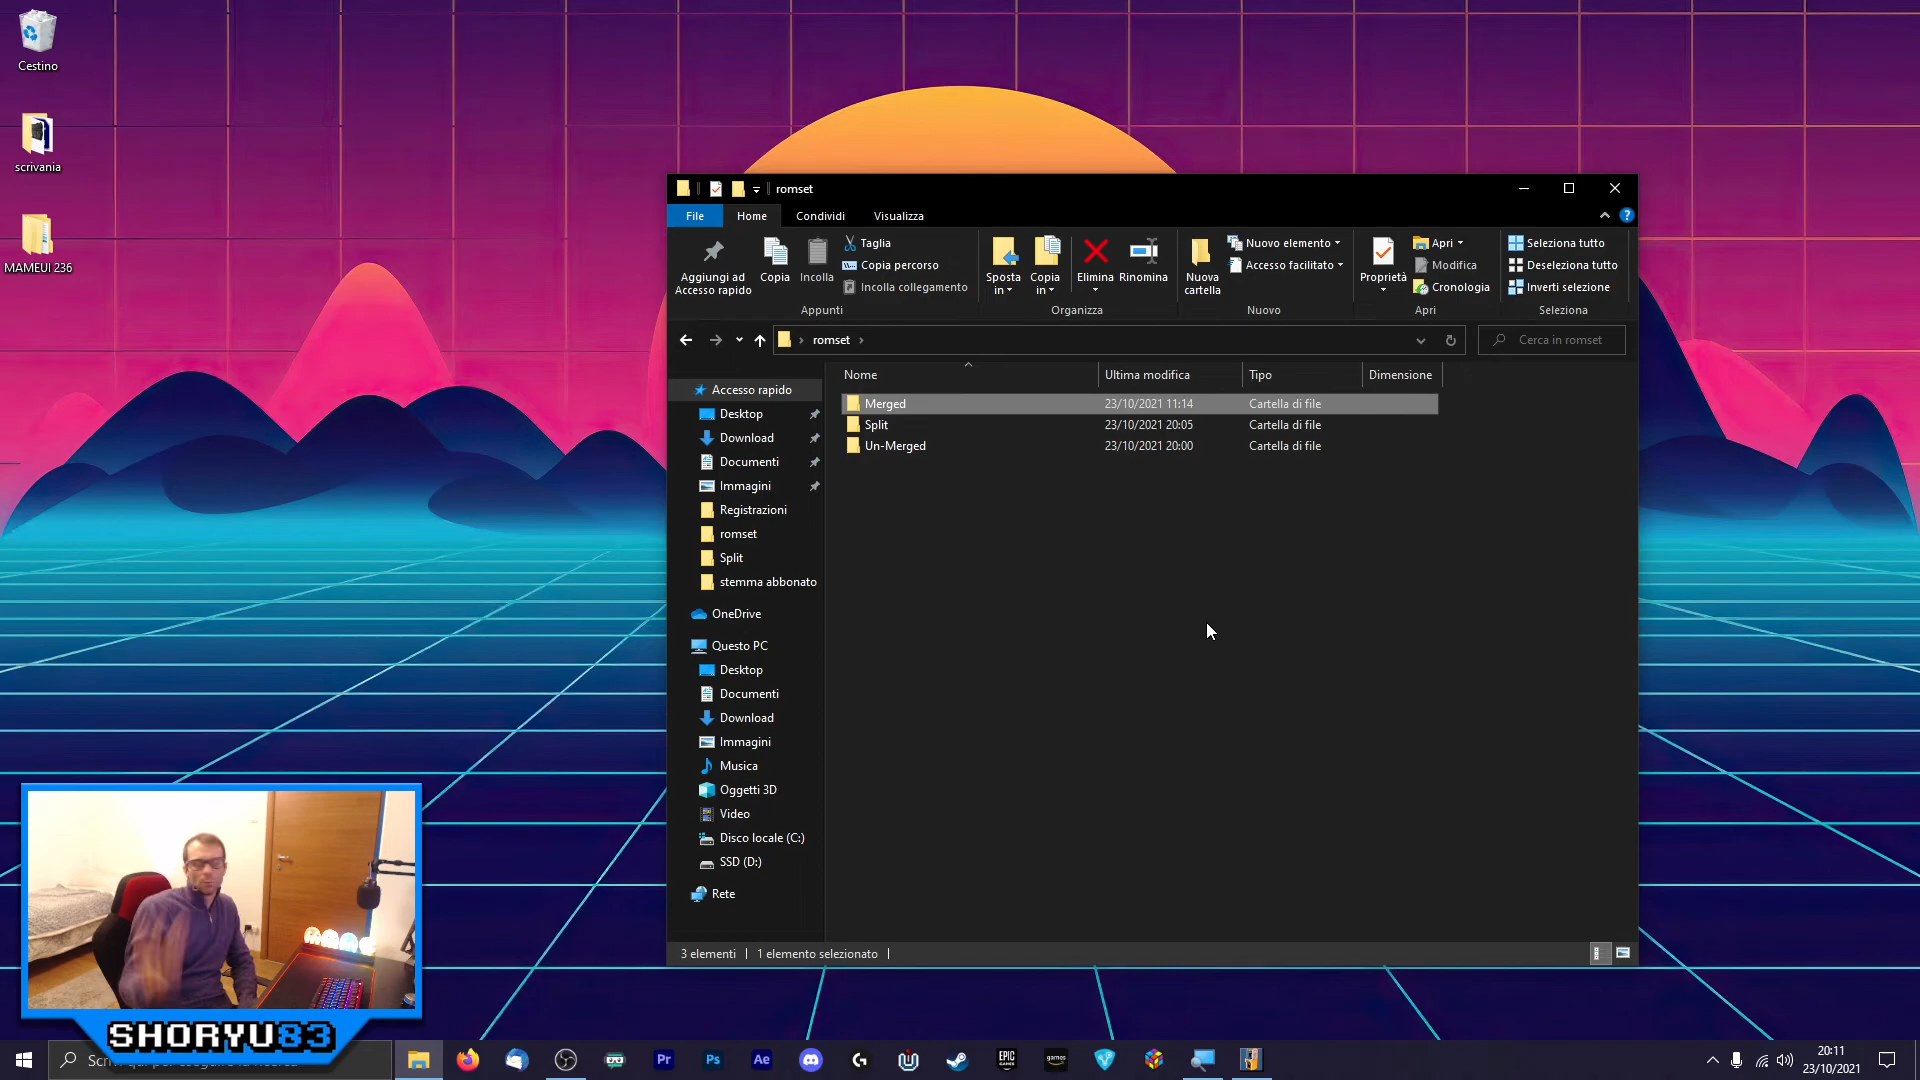 Cestino
scrivania
MAMEUI 236
romset
File
Home
Condividi
Visualizza
Aggiungi ad
Accesso rapido
Copia
Incolla
Taglia
Copia percorso
Incolla collegamento
Appunti
Sposta
in
Copia
in
Elimina
Rinomina
Organizza
Nuova
cartella
Nuovo elemento
Accesso facilitato
Nuovo
Proprietà
Apri
Modifica
Cronologia
Apri
Seleziona tutto
Deseleziona tutto
Inverti selezione
Seleziona
romset
Cerca in romset
Nome
Ultima modifica
Tipo
Dimensione
Merged 23/10/2021 11:14 Cartella di file
Split 23/10/2021 20:05 Cartella di file
Un-Merged 23/10/2021 20:00 Cartella di file
Accesso rapido
Desktop
Download
Documenti
Immagini
Registrazioni
romset
Split
stemma abbonato
OneDrive
Questo PC
Desktop
Documenti
Download
Immagini
Musica
Oggetti 3D
Video
Disco locale (C:)
SSD (D:)
Rete
3 elementi
1 elemento selezionato
SHORYU83
Pr
Ps
Ae
EPIC
GAMES
games
20:11
23/10/2021